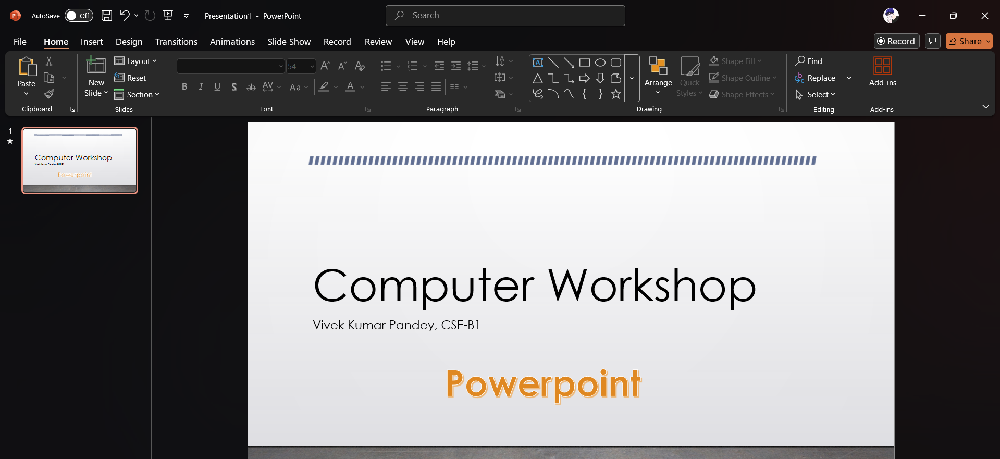 AutoSave Off Presentation1 - PowerPoint Search
File Home Insert Design Transitions Animations Slide Show Record Review View Help Record Share
Paste
Clipboard
New Slide
Layout
Reset
Section
Slides
54
B I U S ab AV Aa A
Font
Paragraph
A
Drawing
Arrange
Quick Styles
Shape Fill
Shape Outline
Shape Effects
Find
Replace
Select
Editing
Add-ins
Add-ins
1
Computer Workshop
Vivek Kumar Pandey, CSE-B1
Powerpoint
Computer Workshop
Vivek Kumar Pandey, CSE-B1
Powerpoint